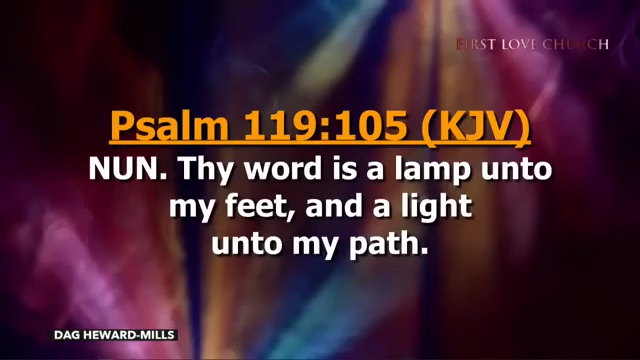 FIRST LOVE CHURCH
Psalm 119:105 (KJV)
NUN. Thy word is a lamp unto
my feet, and a light
unto my path.
DAG HEWARD-MILLS